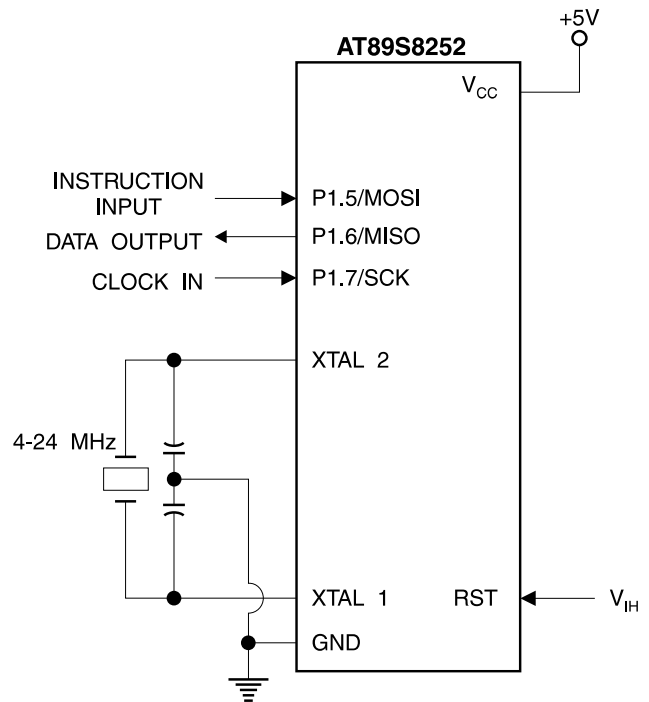 +5V
AT89S8252
VCC
INSTRUCTION
INPUT
P1.5/MOSI
DATA OUTPUT
P1.6/MISO
CLOCK IN
P1.7/SCK
XTAL 2
4-24 MHz
XTAL 1
RST
VIH
GND